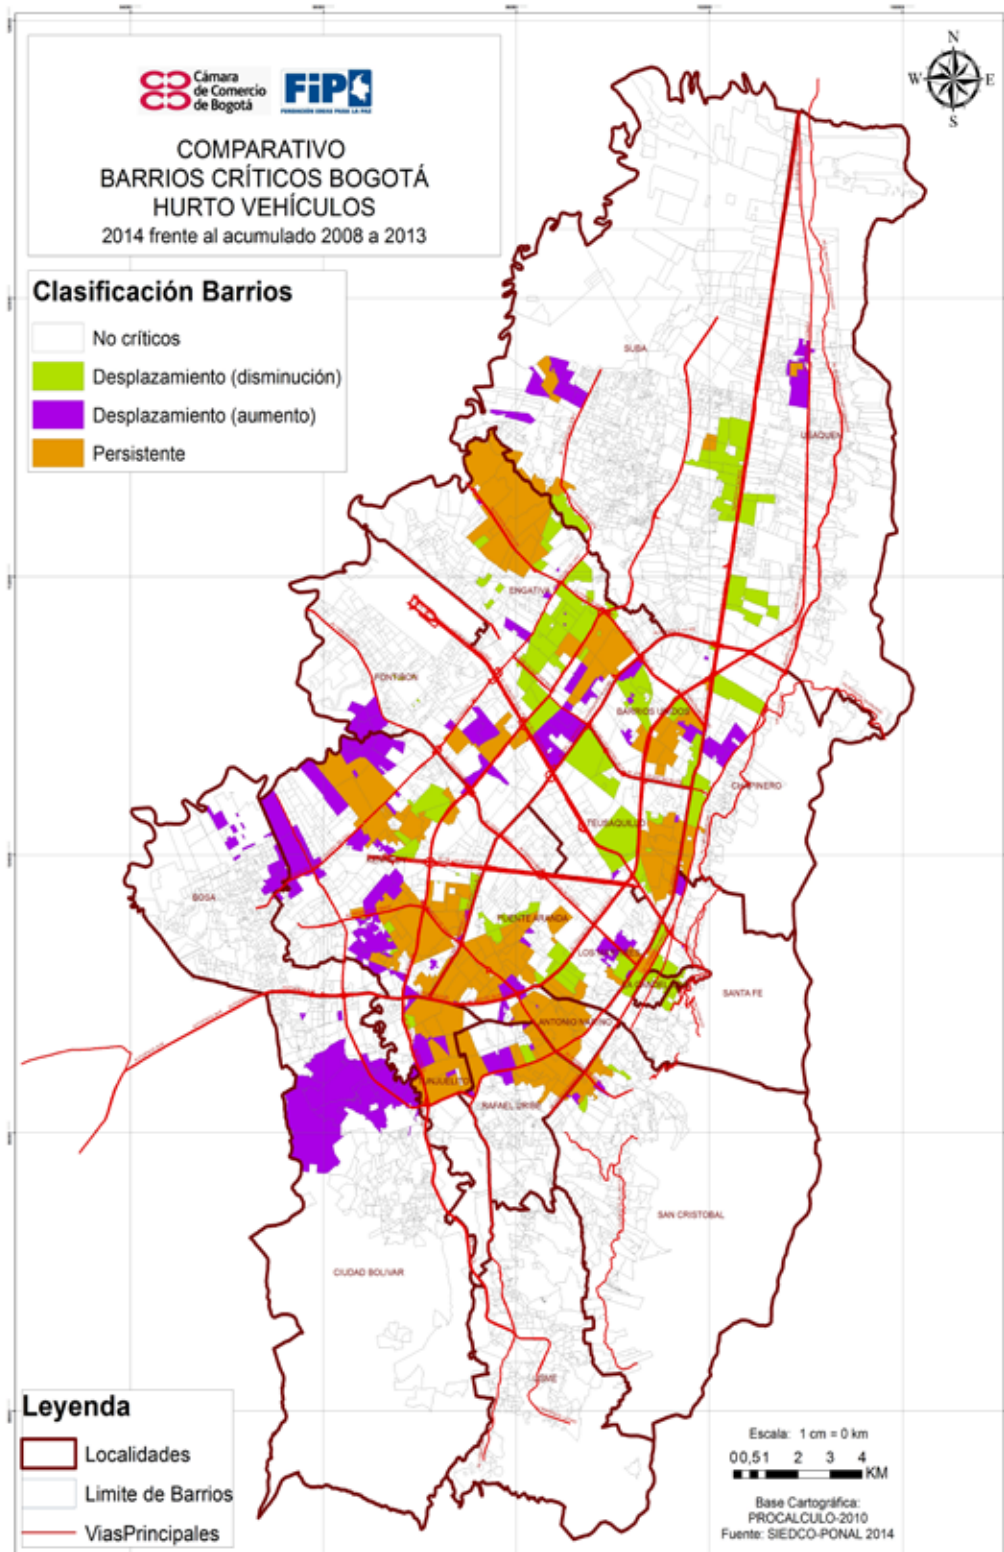 Cámara
de Comercio
de Bogotá
FiP
FUNDACIÓN IDEAS PARA LA PAZ
COMPARATIVO
BARRIOS CRÍTICOS BOGOTÁ
HURTO VEHÍCULOS
2014 frente al acumulado 2008 a 2013
N
W
E
S
Clasificación Barrios
No críticos
Desplazamiento (disminución)
Desplazamiento (aumento)
Persistente
SUBA
USAQUEN
ENGATIVA
FONTIBON
BARRIOS UNIDOS
CHAPINERO
TEUSAQUILLO
BOSA
PUENTE ARANDA
SANTA FE
ANTONIO NARIÑO
TUNJUELITO
RAFAEL URIBE
SAN CRISTOBAL
CIUDAD BOLIVAR
USME
Leyenda
Localidades
Limite de Barrios
ViasPrincipales
Escala: 1 cm = 0 km
0 0,5 1 2 3 4
KM
Base Cartográfica:
PROCALCULO-2010
Fuente: SIEDCO-PONAL 2014